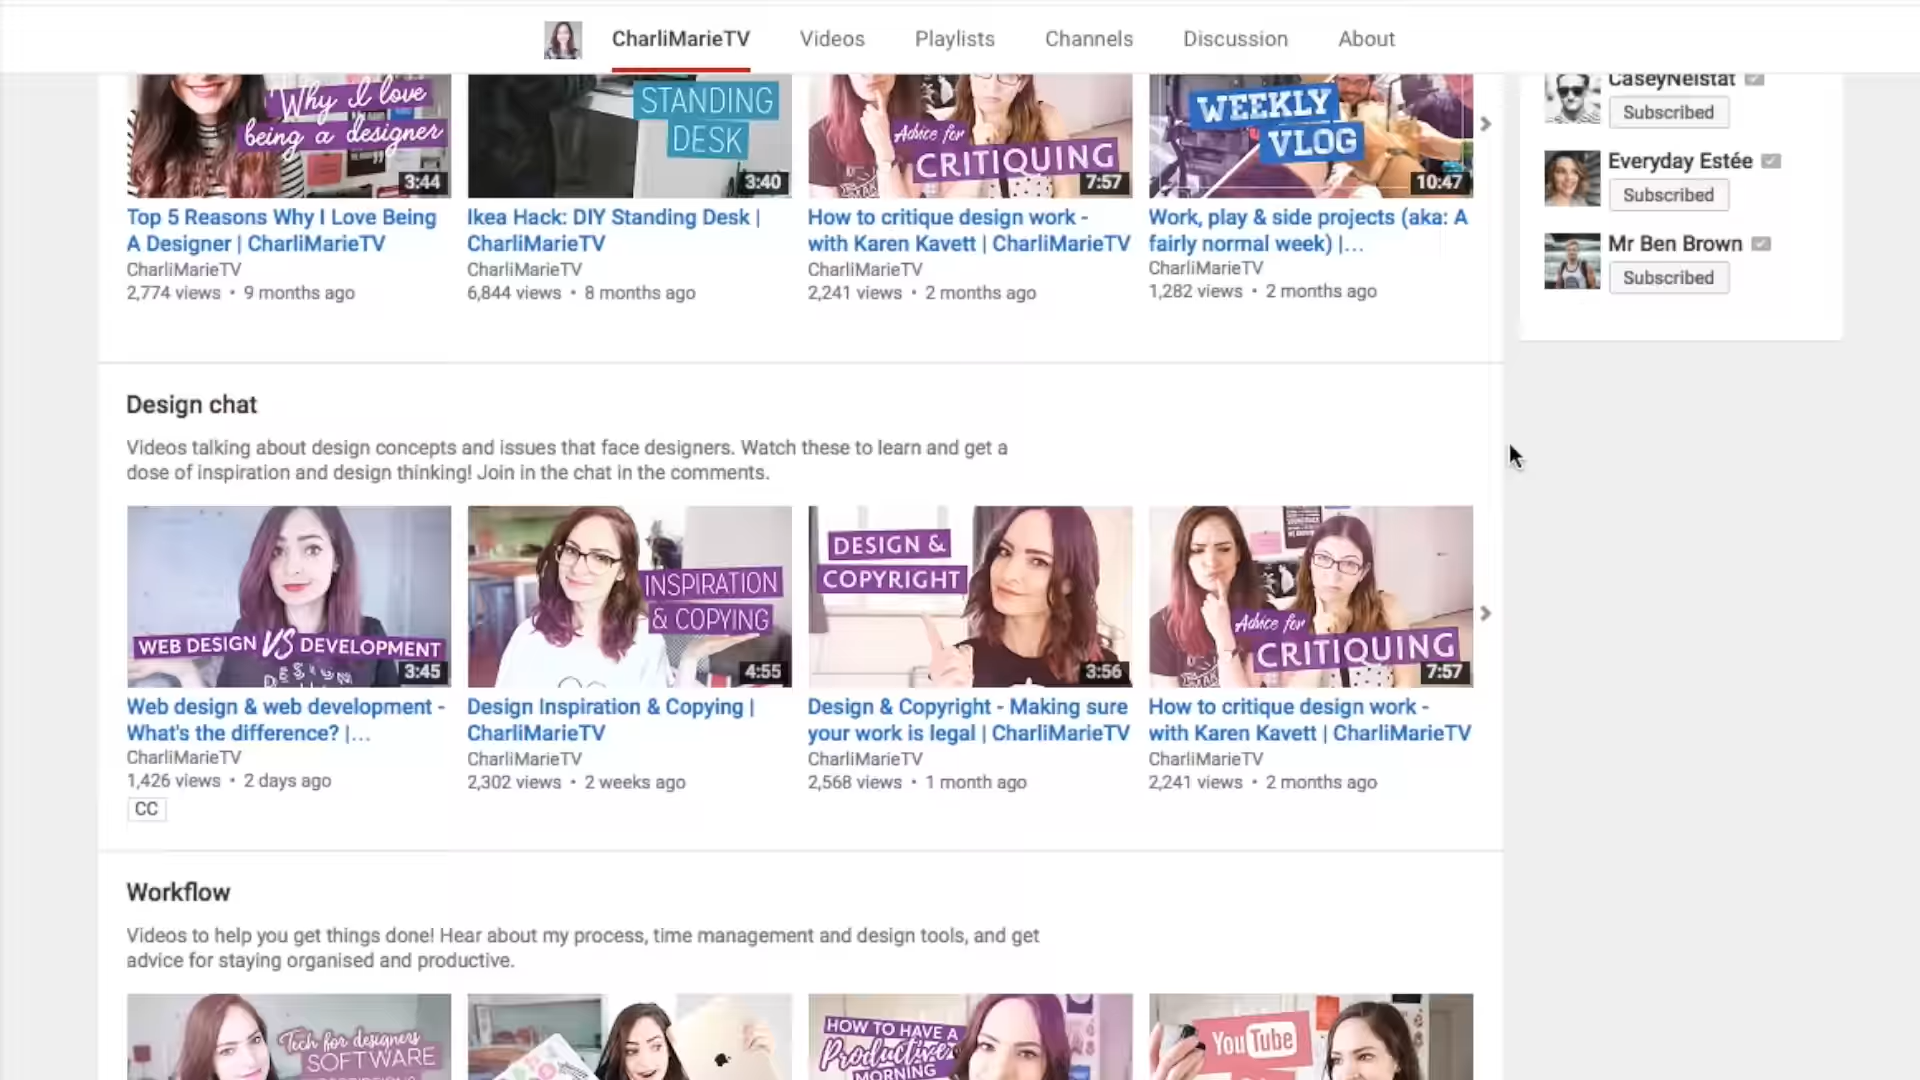 CharliMarieTV
Videos
Playlists
Channels
Discussion
About
Why I love
being a designer
3:44
STANDING
DESK
3:40
Advice for
CRITIQUING
7:57
WEEKLY
VLOG
10:47
Top 5 Reasons Why I Love Being
A Designer | CharliMarieTV
CharliMarieTV
2,774 views • 9 months ago
Ikea Hack: DIY Standing Desk |
CharliMarieTV
CharliMarieTV
6,844 views • 8 months ago
How to critique design work -
with Karen Kavett | CharliMarieTV
CharliMarieTV
2,241 views • 2 months ago
Work, play & side projects (aka: A
fairly normal week) |…
CharliMarieTV
1,282 views • 2 months ago
CaseyNeistat
Subscribed
Everyday Estée
Subscribed
Mr Ben Brown
Subscribed
Design chat
Videos talking about design concepts and issues that face designers. Watch these to learn and get a
dose of inspiration and design thinking! Join in the chat in the comments.
WEB DESIGN VS DEVELOPMENT
3:45
INSPIRATION
& COPYING
4:55
DESIGN &
COPYRIGHT
3:56
Advice for
CRITIQUING
7:57
Web design & web development -
What's the difference? |…
CharliMarieTV
1,426 views • 2 days ago
CC
Design Inspiration & Copying |
CharliMarieTV
CharliMarieTV
2,302 views • 2 weeks ago
Design & Copyright - Making sure
your work is legal | CharliMarieTV
CharliMarieTV
2,568 views • 1 month ago
How to critique design work -
with Karen Kavett | CharliMarieTV
CharliMarieTV
2,241 views • 2 months ago
Workflow
Videos to help you get things done! Hear about my process, time management and design tools, and get
advice for staying organised and productive.
Tech for designers
SOFTWARE
HOW TO HAVE A
Productive
MORNING
YouTube